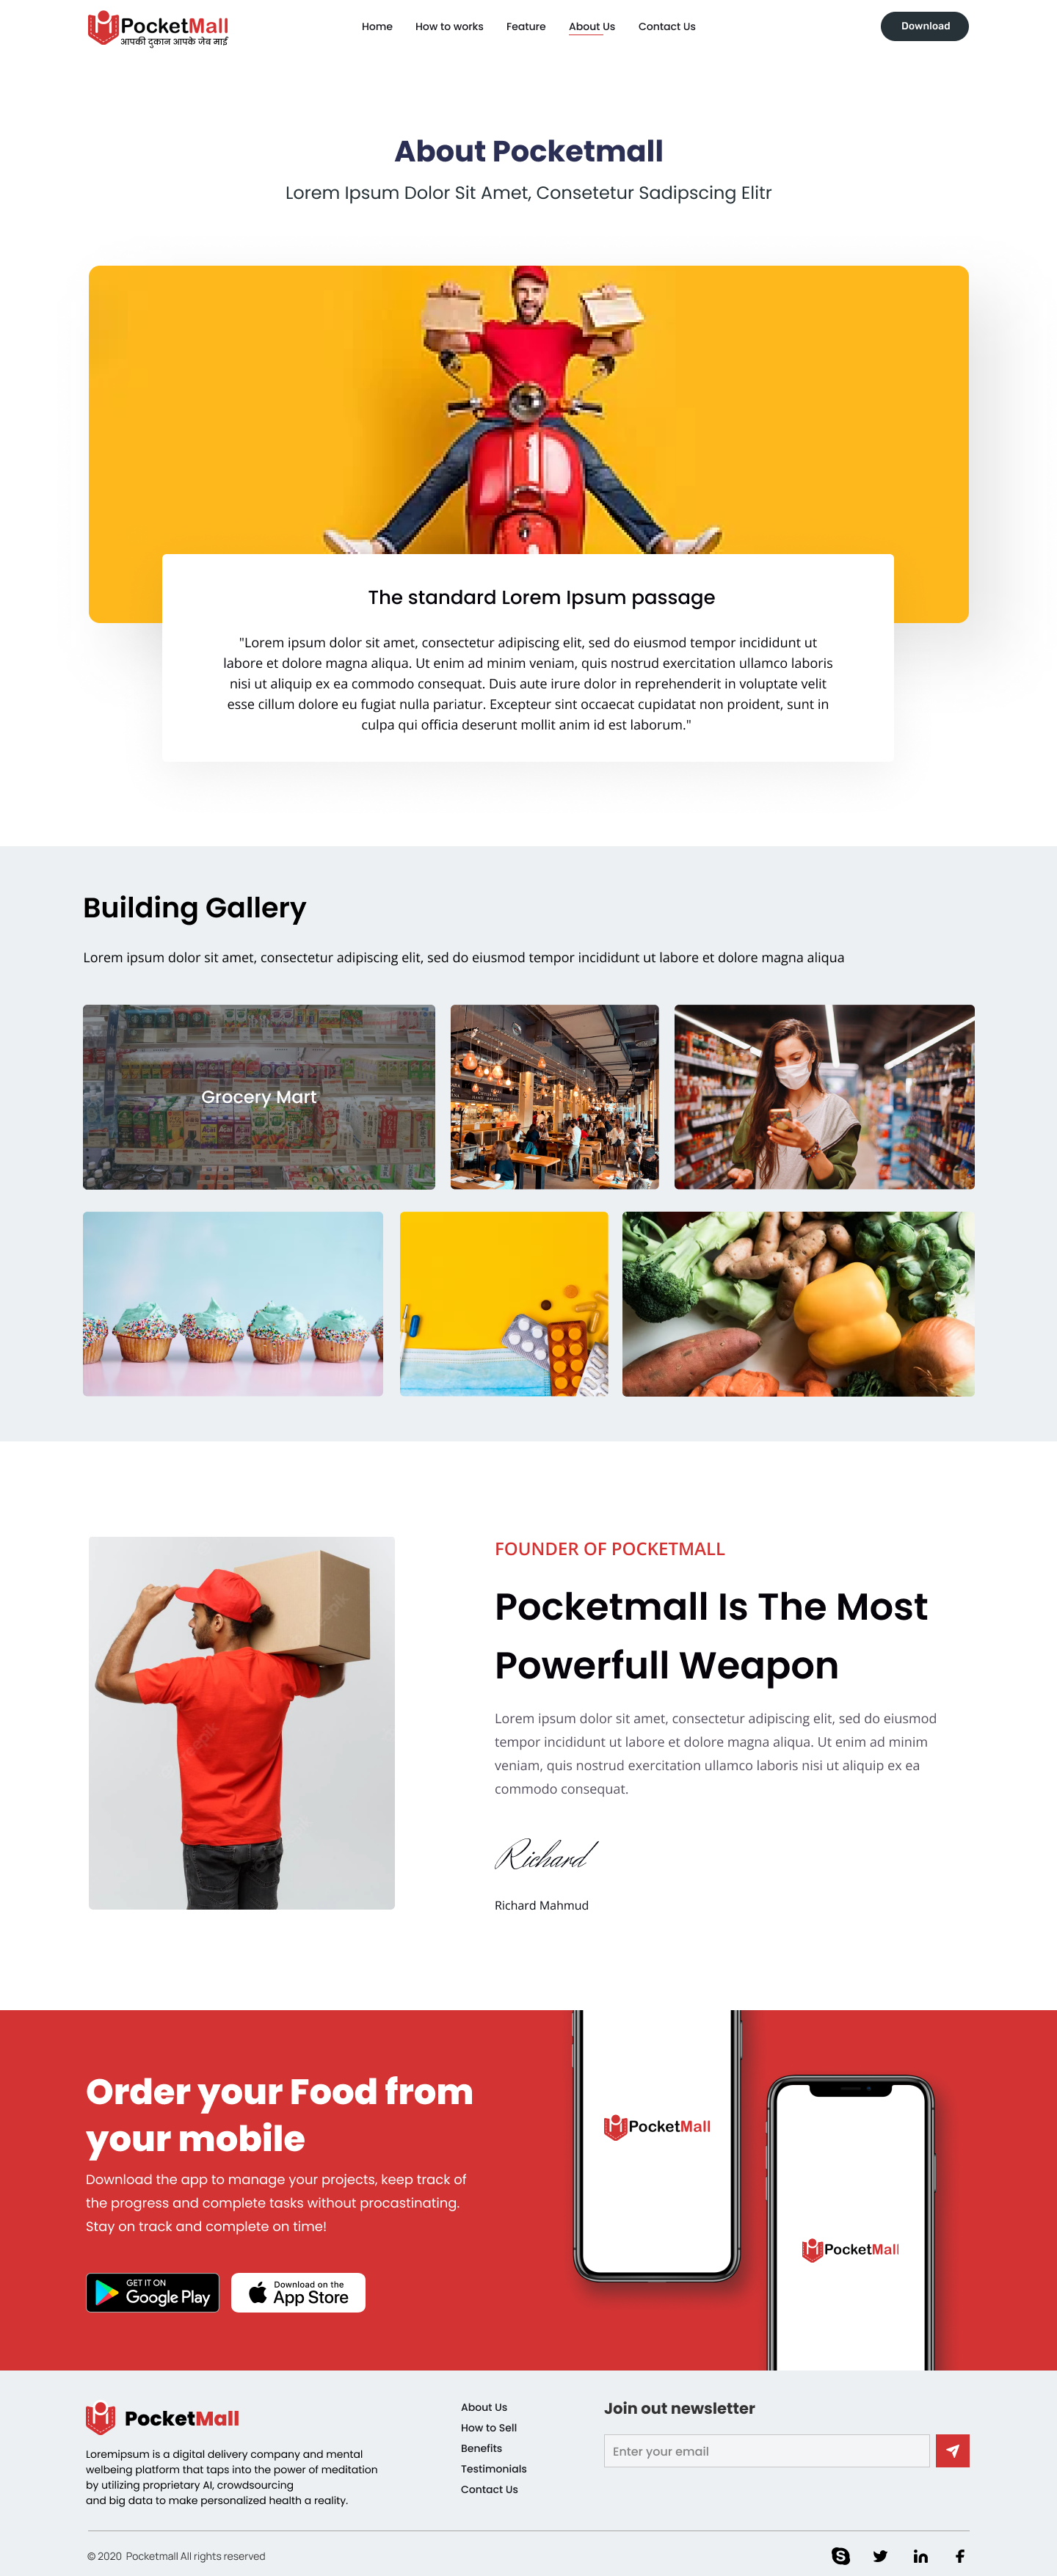 PocketMall
आपकी दुकान आपके जेब माई
Home How to works Feature About Us Contact Us
Download
About Pocketmall
Lorem Ipsum Dolor Sit Amet, Consetetur Sadipscing Elitr
The standard Lorem Ipsum passage
"Lorem ipsum dolor sit amet, consectetur adipiscing elit, sed do eiusmod tempor incididunt ut
labore et dolore magna aliqua. Ut enim ad minim veniam, quis nostrud exercitation ullamco laboris
nisi ut aliquip ex ea commodo consequat. Duis aute irure dolor in reprehenderit in voluptate velit
esse cillum dolore eu fugiat nulla pariatur. Excepteur sint occaecat cupidatat non proident, sunt in
culpa qui officia deserunt mollit anim id est laborum."
Building Gallery
Lorem ipsum dolor sit amet, consectetur adipiscing elit, sed do eiusmod tempor incididunt ut labore et dolore magna aliqua
Grocery Mart
FOUNDER OF POCKETMALL
Pocketmall Is The Most
Powerfull Weapon
Lorem ipsum dolor sit amet, consectetur adipiscing elit, sed do eiusmod
tempor incididunt ut labore et dolore magna aliqua. Ut enim ad minim
veniam, quis nostrud exercitation ullamco laboris nisi ut aliquip ex ea
commodo consequat.
Richard
Richard Mahmud
Order your Food from
your mobile
Download the app to manage your projects, keep track of
the progress and complete tasks without procastinating.
Stay on track and complete on time!
GET IT ON
Google Play
Download on the
App Store
PocketMall
PocketMall
PocketMall
Loremipsum is a digital delivery company and mental
welbeing platform that taps into the power of meditation
by utilizing proprietary AI, crowdsourcing
and big data to make personalized health a reality.
About Us
How to Sell
Benefits
Testimonials
Contact Us
Join out newsletter
Enter your email
© 2020 Pocketmall All rights reserved